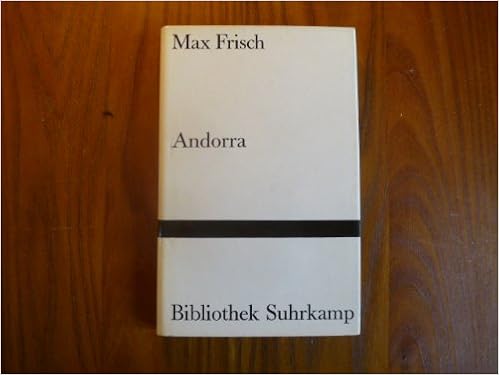 Max Frisch
Andorra
Bibliothek Suhrkamp